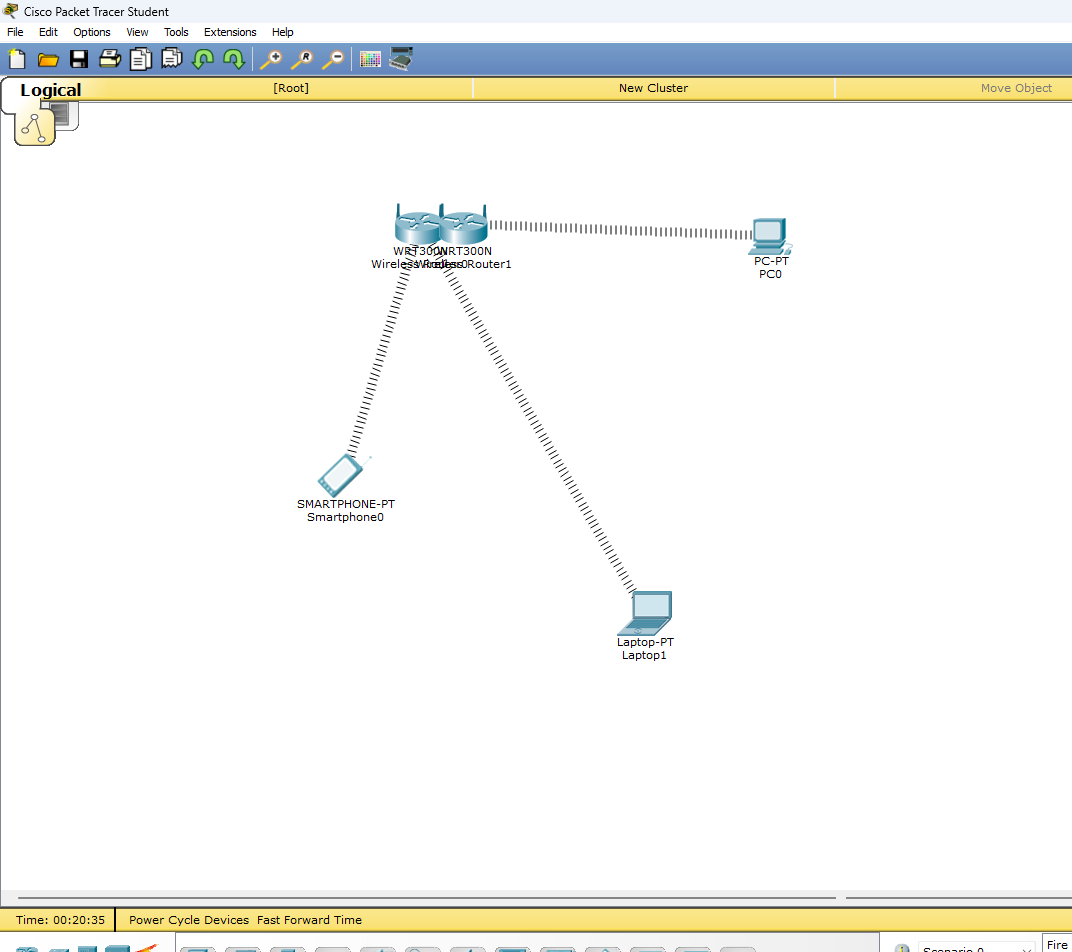 Cisco Packet Tracer Student
File Edit Options View Tools Extensions Help
R
Logical [Root] New Cluster Move Object
WRT300N WRT300N
Wireless Router0 Wireless Router1
PC-PT
PC0
SMARTPHONE-PT
Smartphone0
Laptop-PT
Laptop1
Time: 00:20:35 Power Cycle Devices Fast Forward Time
Scenario 0 Fire